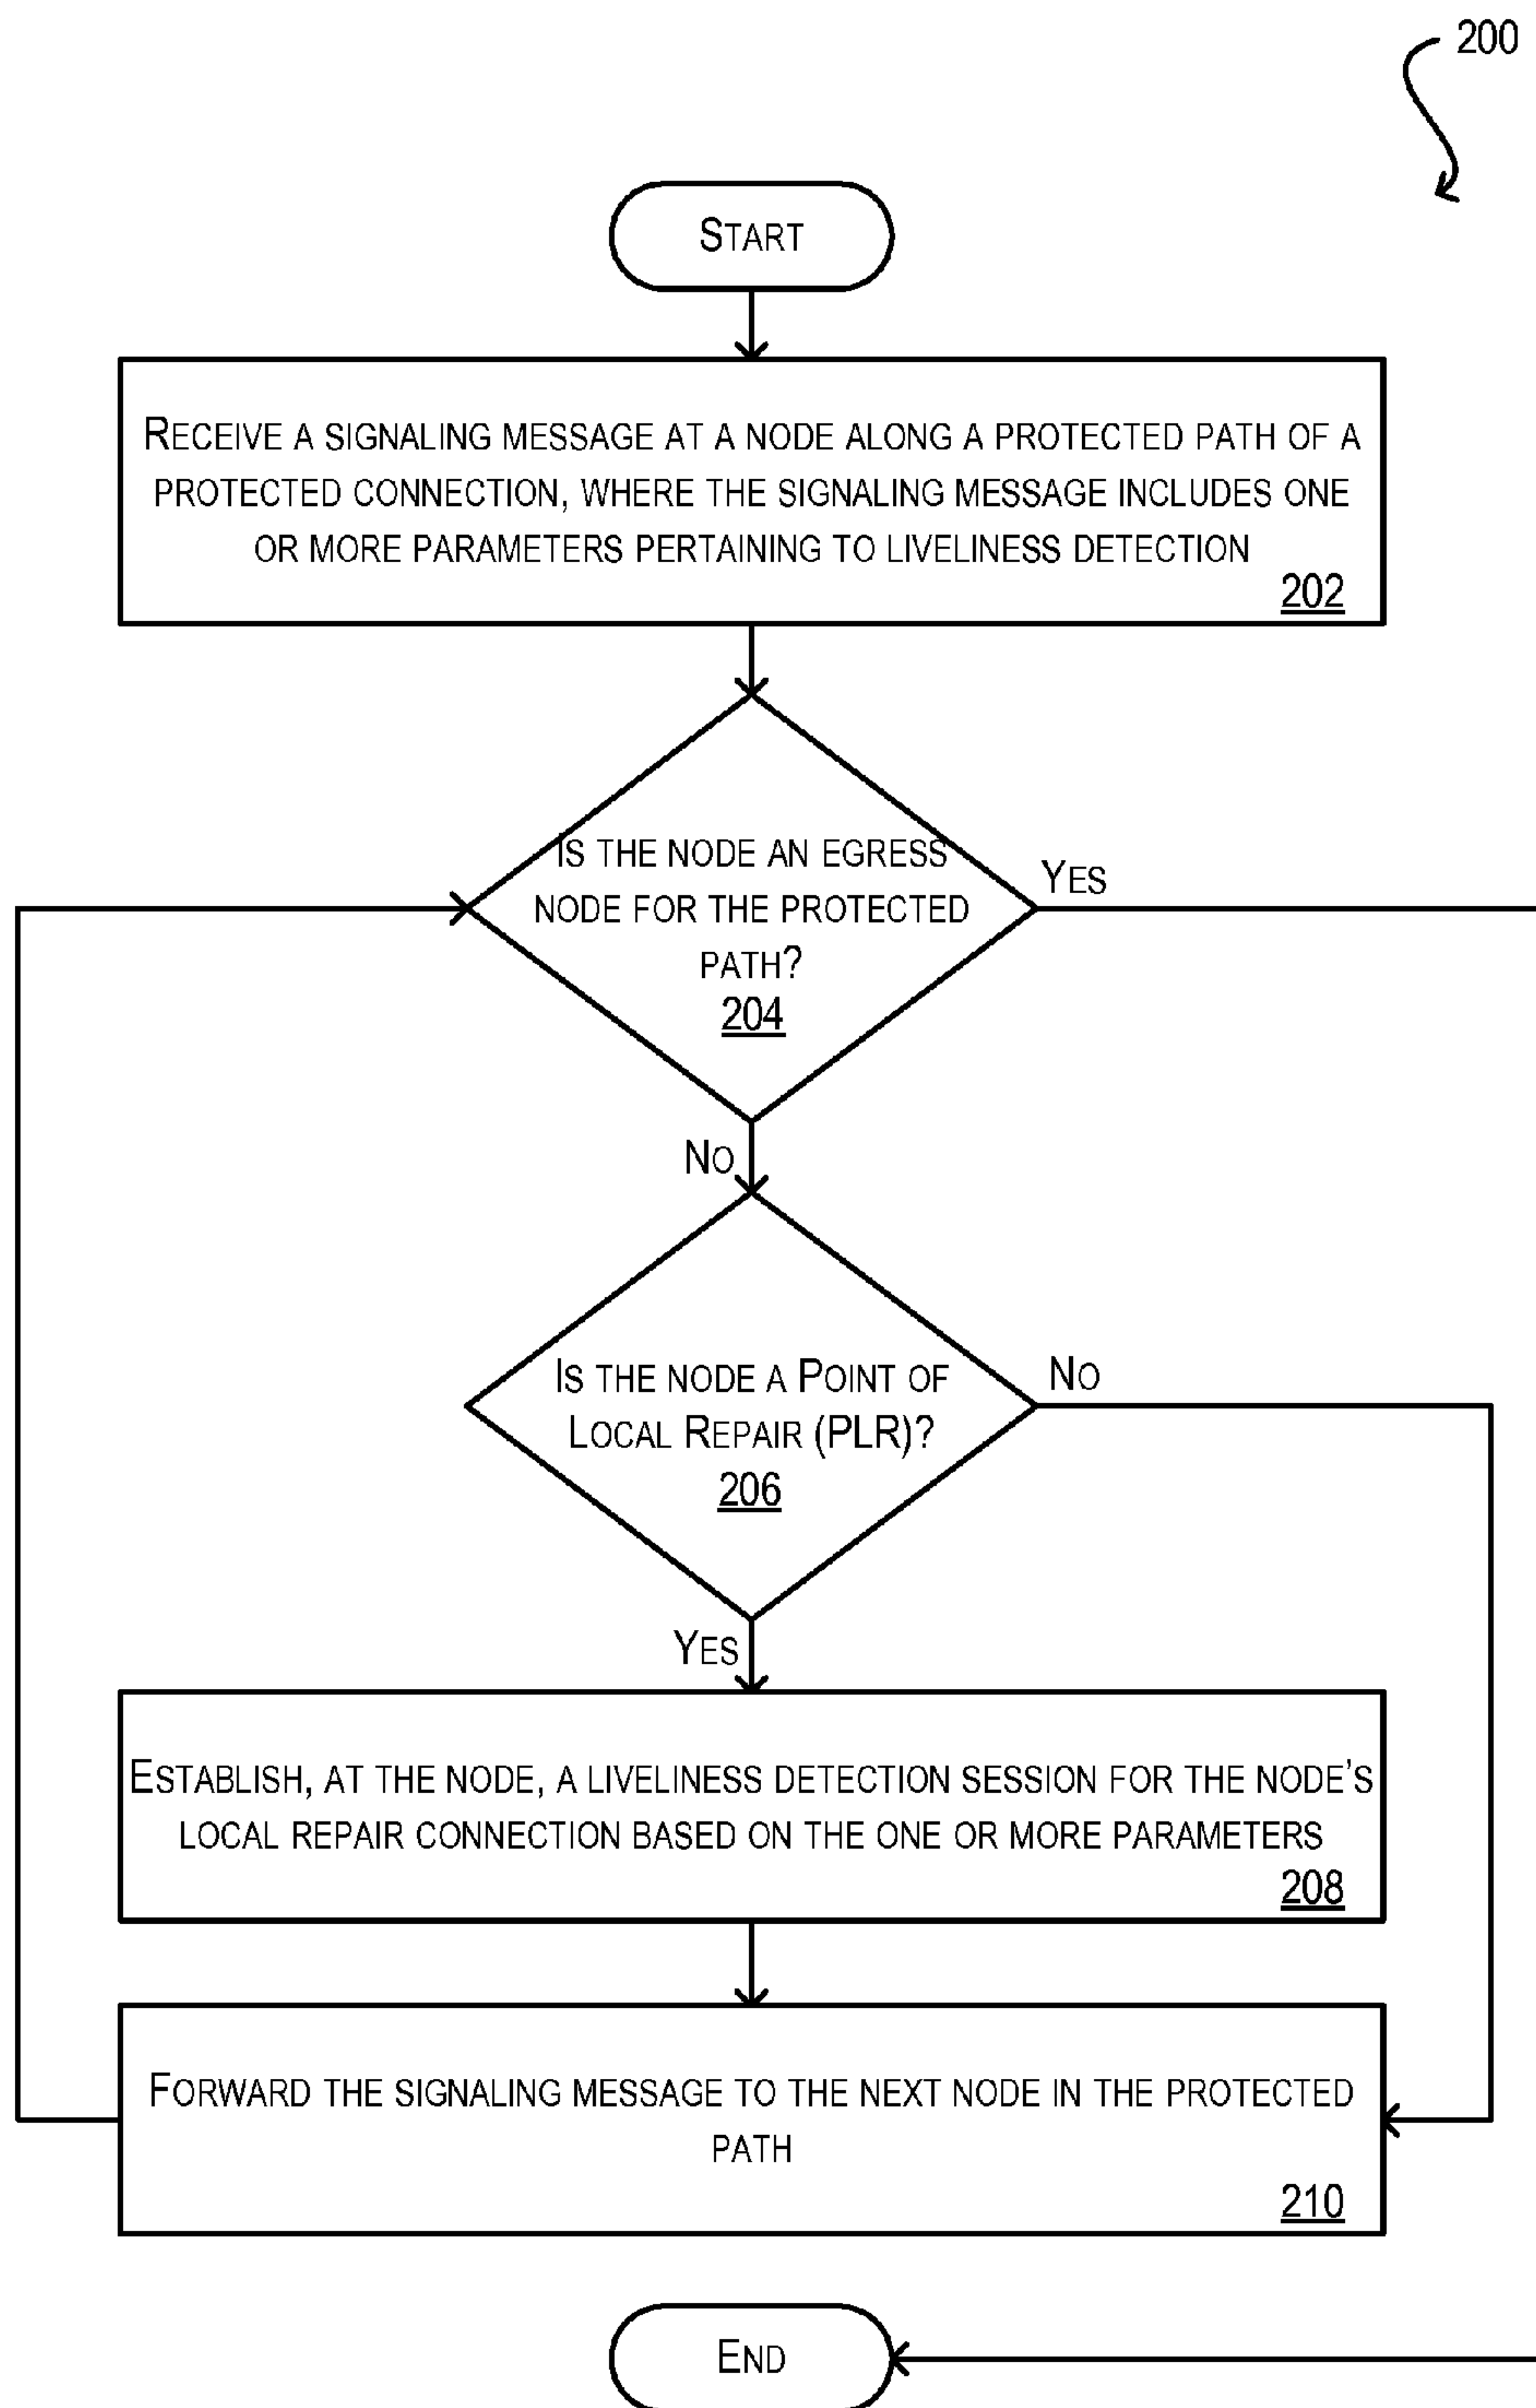 200
START
RECEIVE A SIGNALING MESSAGE AT A NODE ALONG A PROTECTED PATH OF A
PROTECTED CONNECTION, WHERE THE SIGNALING MESSAGE INCLUDES ONE
OR MORE PARAMETERS PERTAINING TO LIVELINESS DETECTION
202
IS THE NODE AN EGRESS
NODE FOR THE PROTECTED
PATH?
204
YES
NO
IS THE NODE A POINT OF
LOCAL REPAIR (PLR)?
206
NO
YES
ESTABLISH, AT THE NODE, A LIVELINESS DETECTION SESSION FOR THE NODE'S
LOCAL REPAIR CONNECTION BASED ON THE ONE OR MORE PARAMETERS
208
FORWARD THE SIGNALING MESSAGE TO THE NEXT NODE IN THE PROTECTED
PATH
210
END